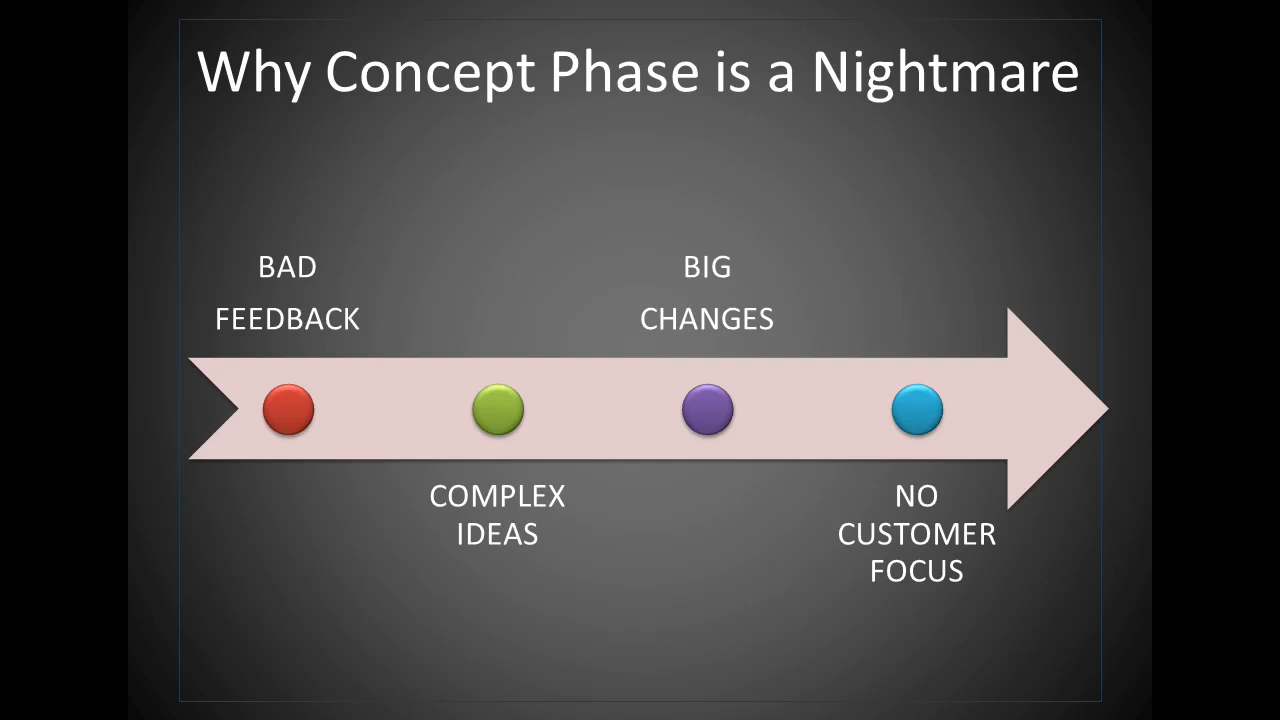 Why Concept Phase is a Nightmare
BAD
FEEDBACK
COMPLEX
IDEAS
BIG
CHANGES
NO
CUSTOMER
FOCUS